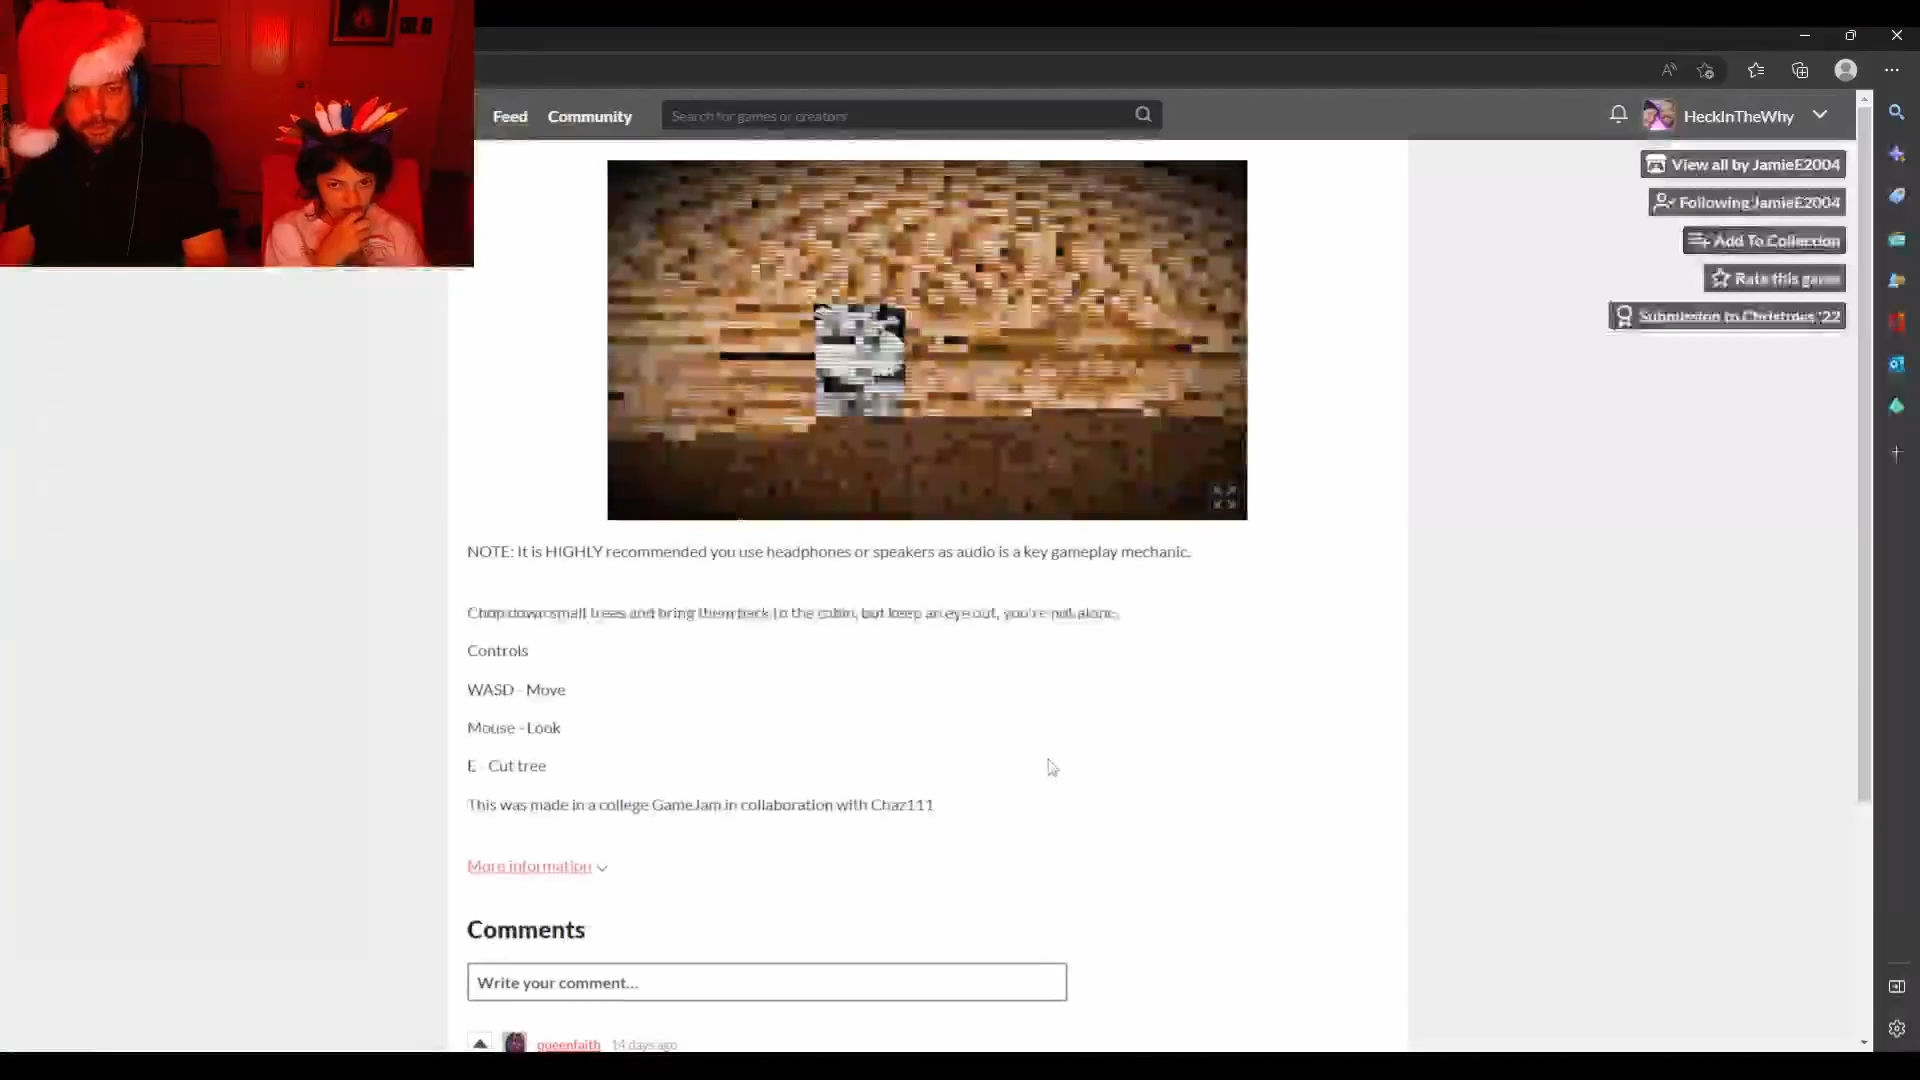 Feed
Community
Search for games or creators
HeckInTheWhy
View all by JamieE2004
Following JamieE2004
Add To Collection
Rate this game
Submission to Christmas '22
NOTE: It is HIGHLY recommended you use headphones or speakers as audio is a key gameplay mechanic.
Chop down small trees and bring them back to the cabin, but keep an eye out, you're not alone.
Controls
WASD - Move
Mouse - Look
E - Cut tree
This was made in a college GameJam in collaboration with Chaz111
More information
Comments
Write your comment...
queenfaith 14 days ago